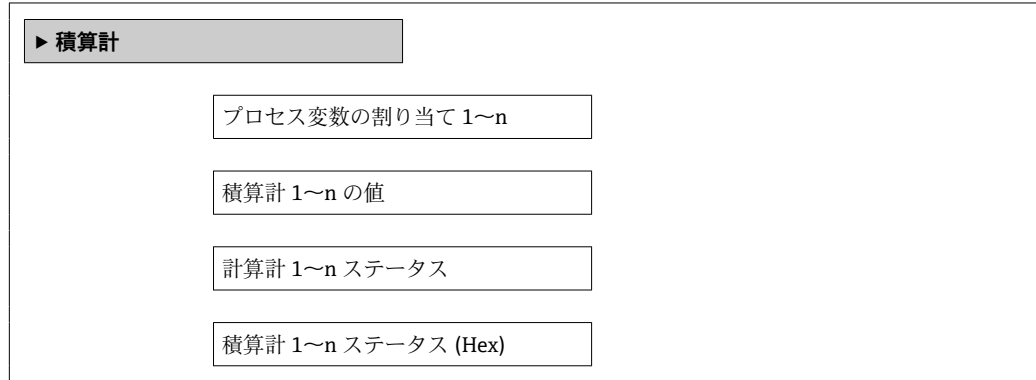 ▶ 積算計
プロセス変数の割り当て 1〜n
積算計 1〜n の値
計算計 1〜n ステータス
積算計 1〜n ステータス (Hex)